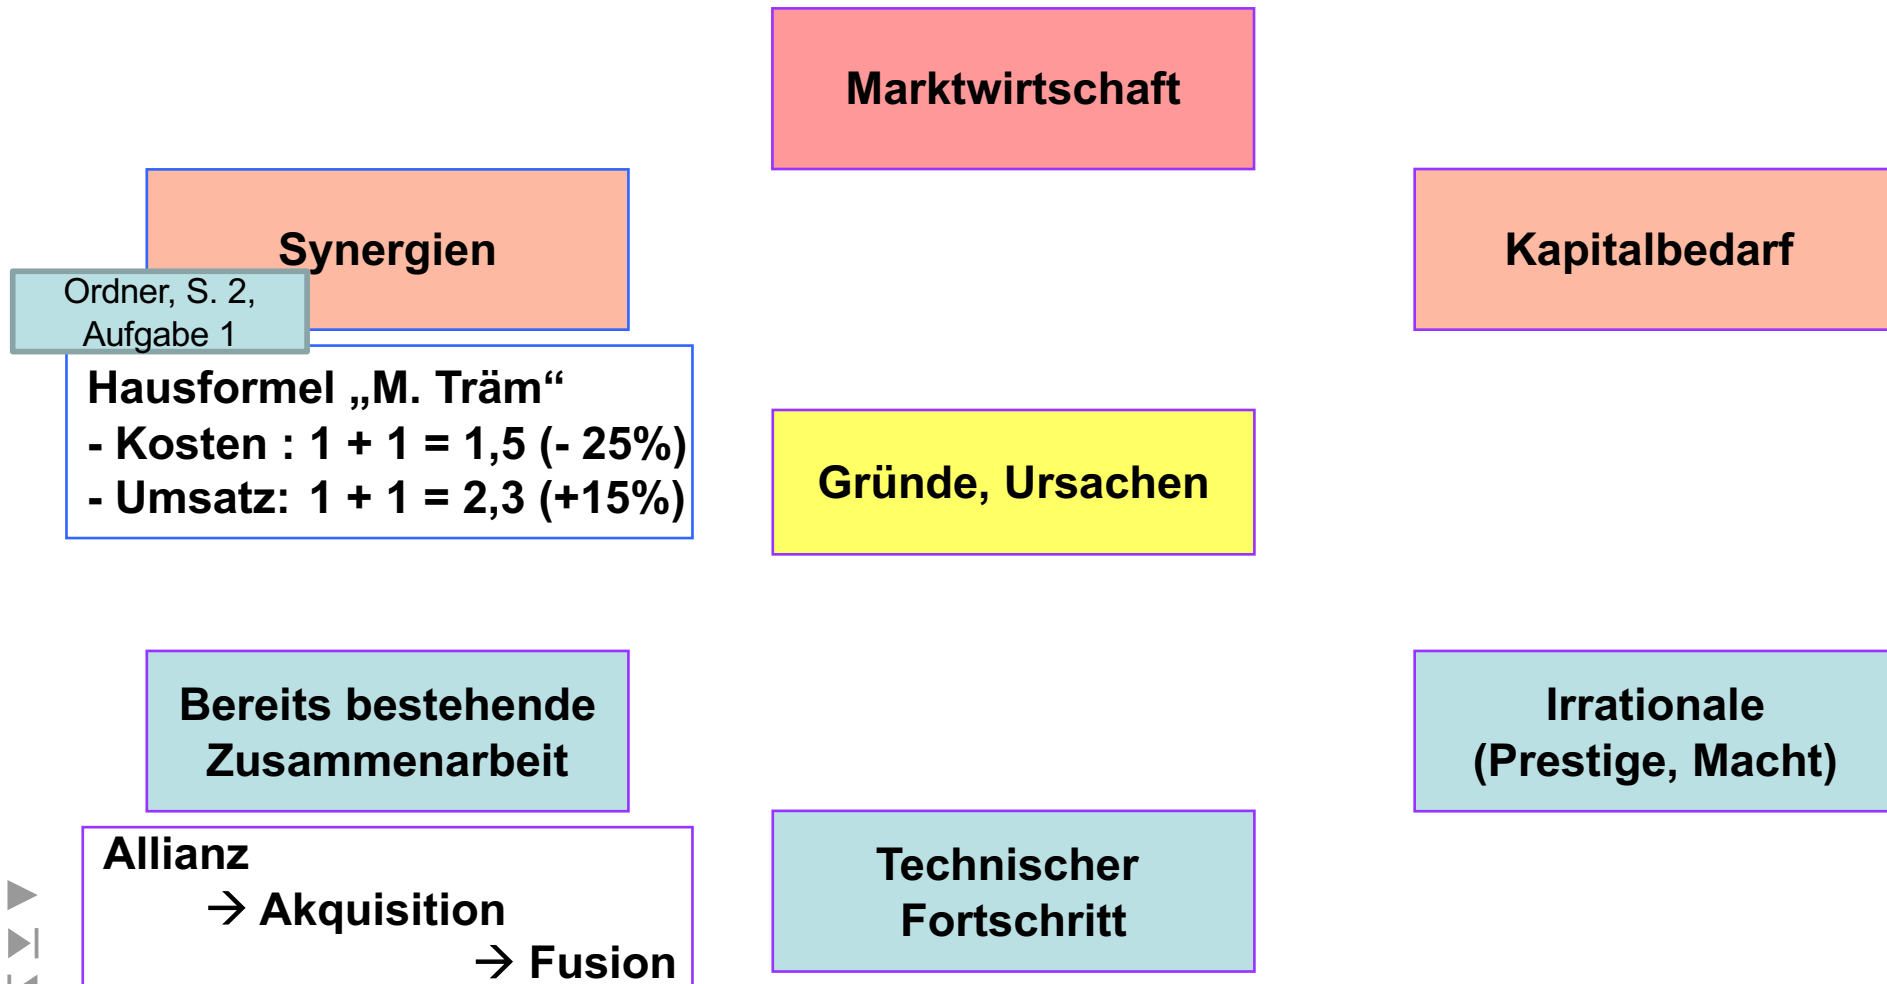 Marktwirtschaft
Synergien
Kapitalbedarf
Ordner, S. 2,
Aufgabe 1
Hausformel „M. Träm“
- Kosten : 1 + 1 = 1,5 (- 25%)
- Umsatz: 1 + 1 = 2,3 (+15%)
Gründe, Ursachen
Bereits bestehende
Zusammenarbeit
Irrationale
(Prestige, Macht)
Allianz
→ Akquisition
→ Fusion
Technischer
Fortschritt